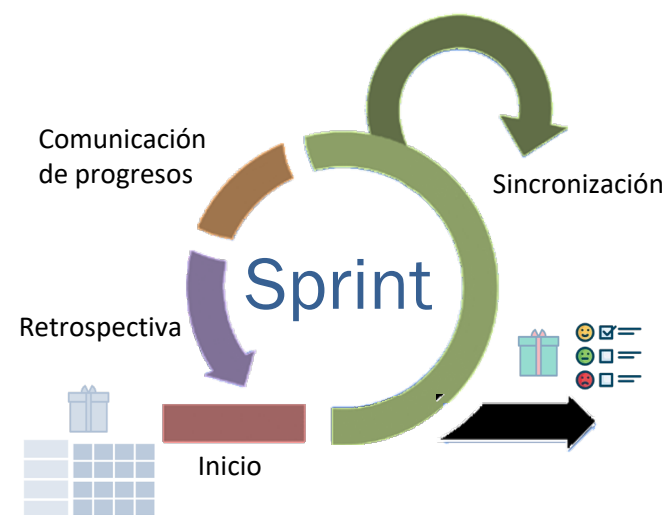 Comunicación
de progresos
Sincronización
Sprint
Retrospectiva
Inicio